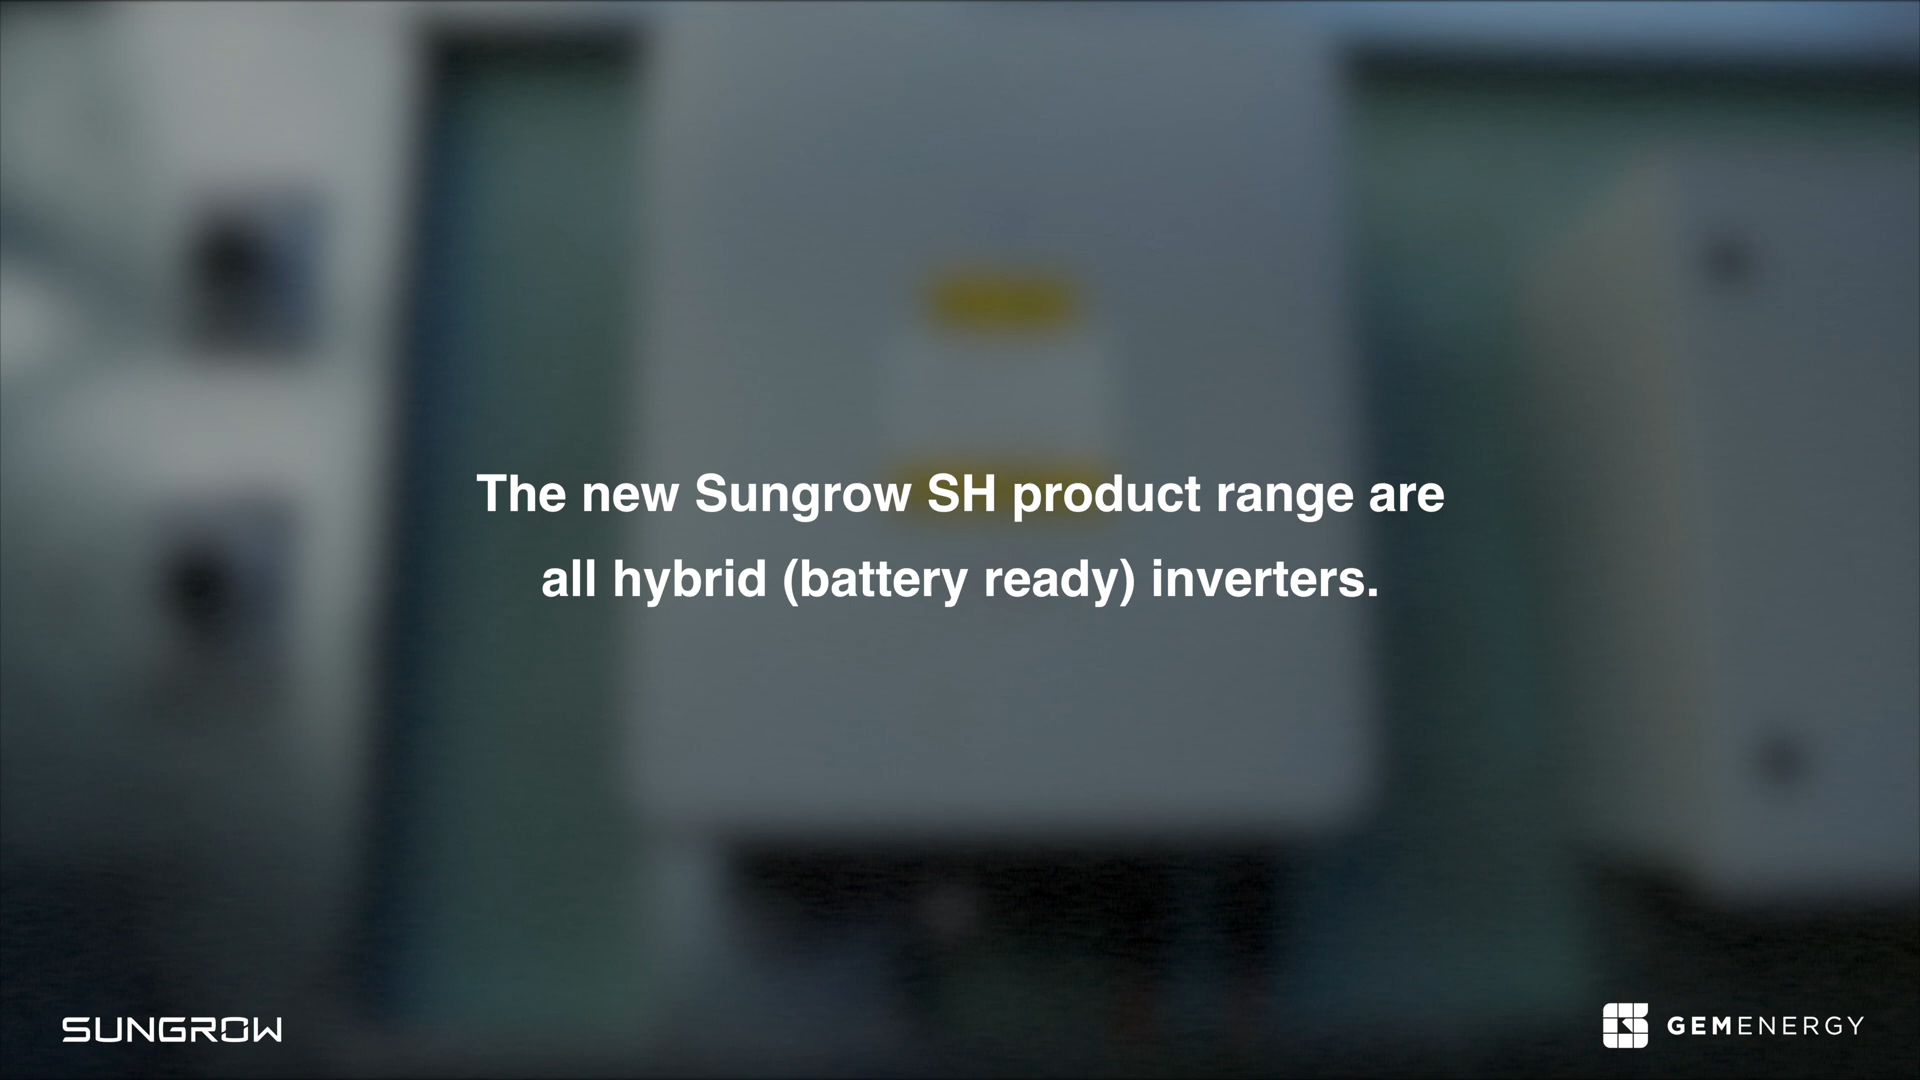 The new Sungrow SH product range are
all hybrid (battery ready) inverters.
SUNGROW
GEMENERGY